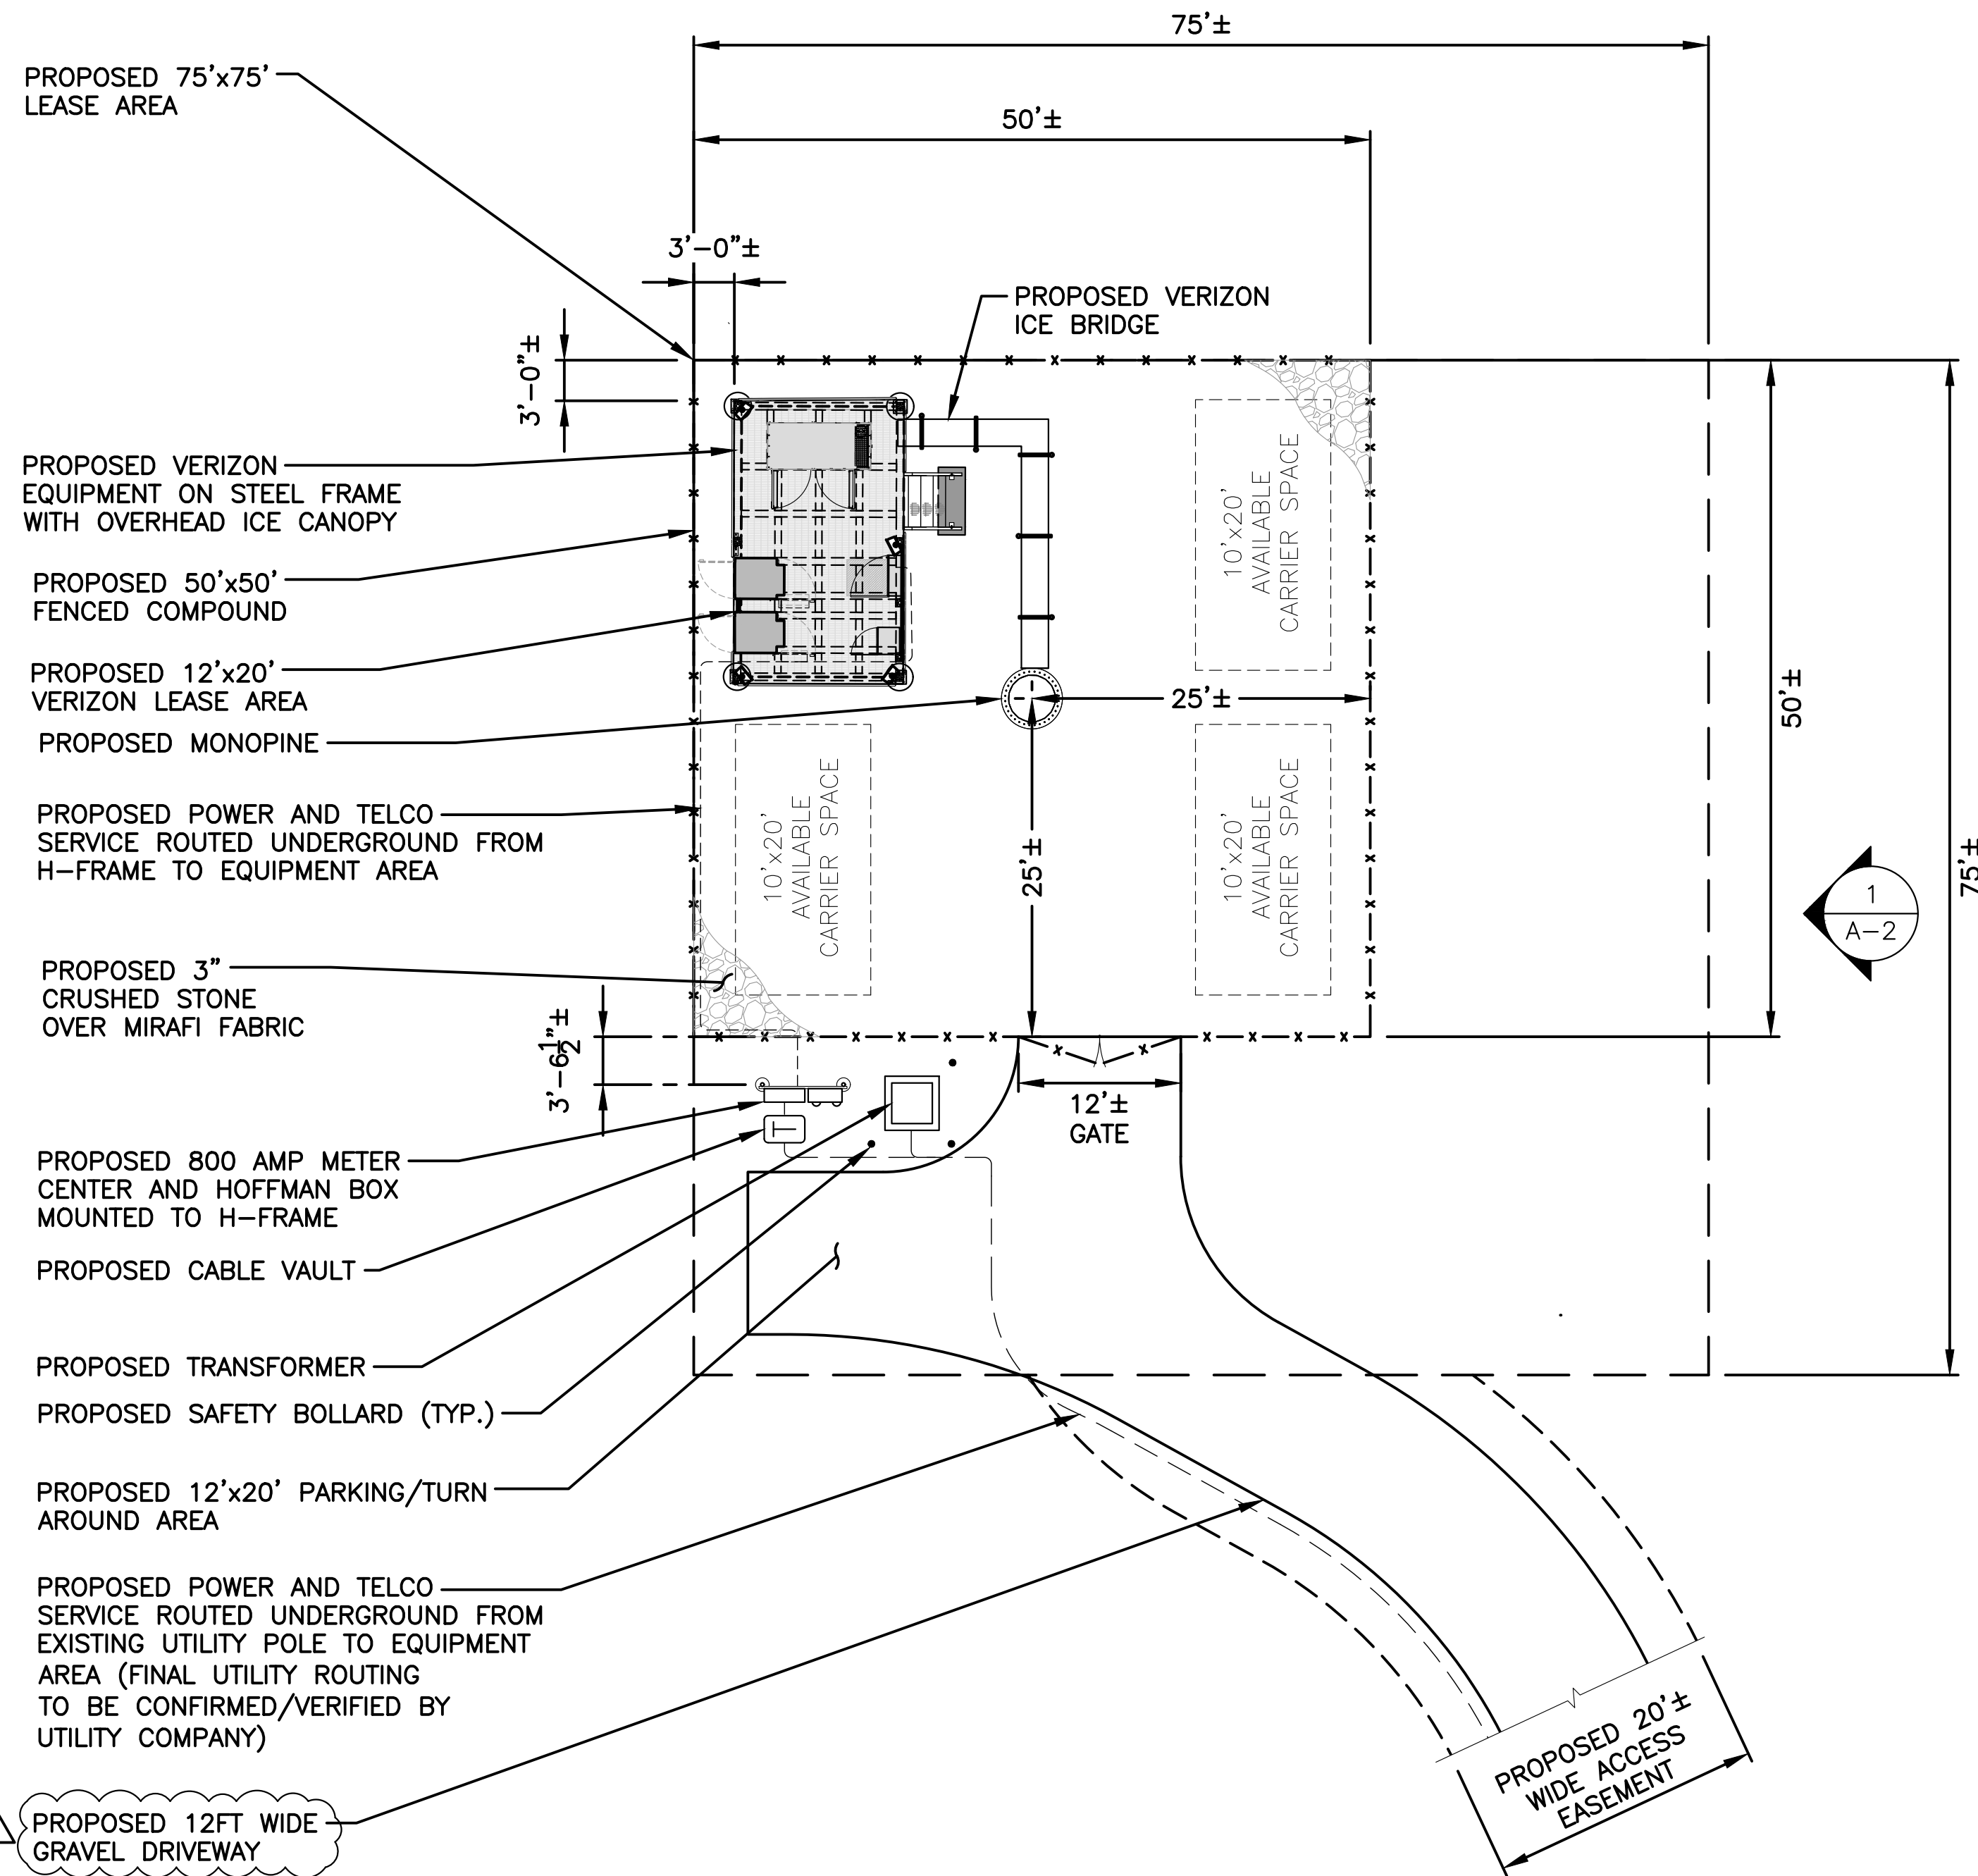 75'±
PROPOSED 75'x75'
LEASE AREA
50'±
3'-0"±
PROPOSED VERIZON
ICE BRIDGE
3'-0"±
PROPOSED VERIZON
EQUIPMENT ON STEEL FRAME
WITH OVERHEAD ICE CANOPY
10'x20'
AVAILABLE
CARRIER SPACE
PROPOSED 50'x50'
FENCED COMPOUND
PROPOSED 12'x20'
VERIZON LEASE AREA
25'±
50'±
PROPOSED MONOPINE
PROPOSED POWER AND TELCO
SERVICE ROUTED UNDERGROUND FROM
H-FRAME TO EQUIPMENT AREA
10'x20'
AVAILABLE
CARRIER SPACE
25'±
10'x20'
AVAILABLE
CARRIER SPACE
75'±
1
A-2
PROPOSED 3"
CRUSHED STONE
OVER MIRAFI FABRIC
3'-6 1/2"±
12'±
GATE
T
PROPOSED 800 AMP METER
CENTER AND HOFFMAN BOX
MOUNTED TO H-FRAME
PROPOSED CABLE VAULT
PROPOSED TRANSFORMER
PROPOSED SAFETY BOLLARD (TYP.)
PROPOSED 12'x20' PARKING/TURN
AROUND AREA
PROPOSED POWER AND TELCO
SERVICE ROUTED UNDERGROUND FROM
EXISTING UTILITY POLE TO EQUIPMENT
AREA (FINAL UTILITY ROUTING
TO BE CONFIRMED/VERIFIED BY
UTILITY COMPANY)
PROPOSED 20'±
WIDE ACCESS
EASEMENT
PROPOSED 12FT WIDE
GRAVEL DRIVEWAY